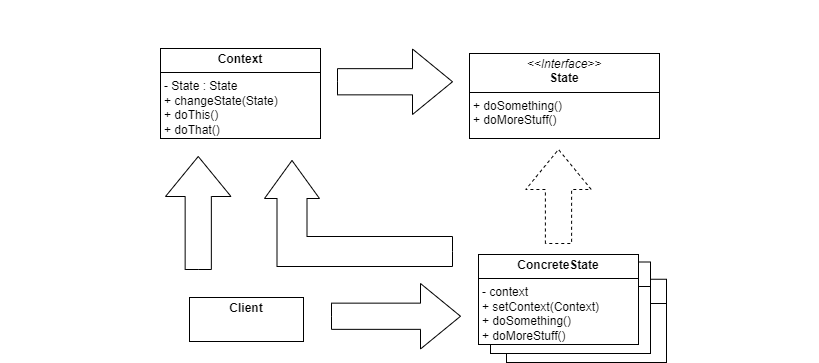 Context
- State : State
+ changeState(State)
+ doThis()
+ doThat()
<<Interface>>
State
+ doSomething()
+ doMoreStuff()
Client
ConcreteState
- context
+ setContext(Context)
+ doSomething()
+ doMoreStuff()